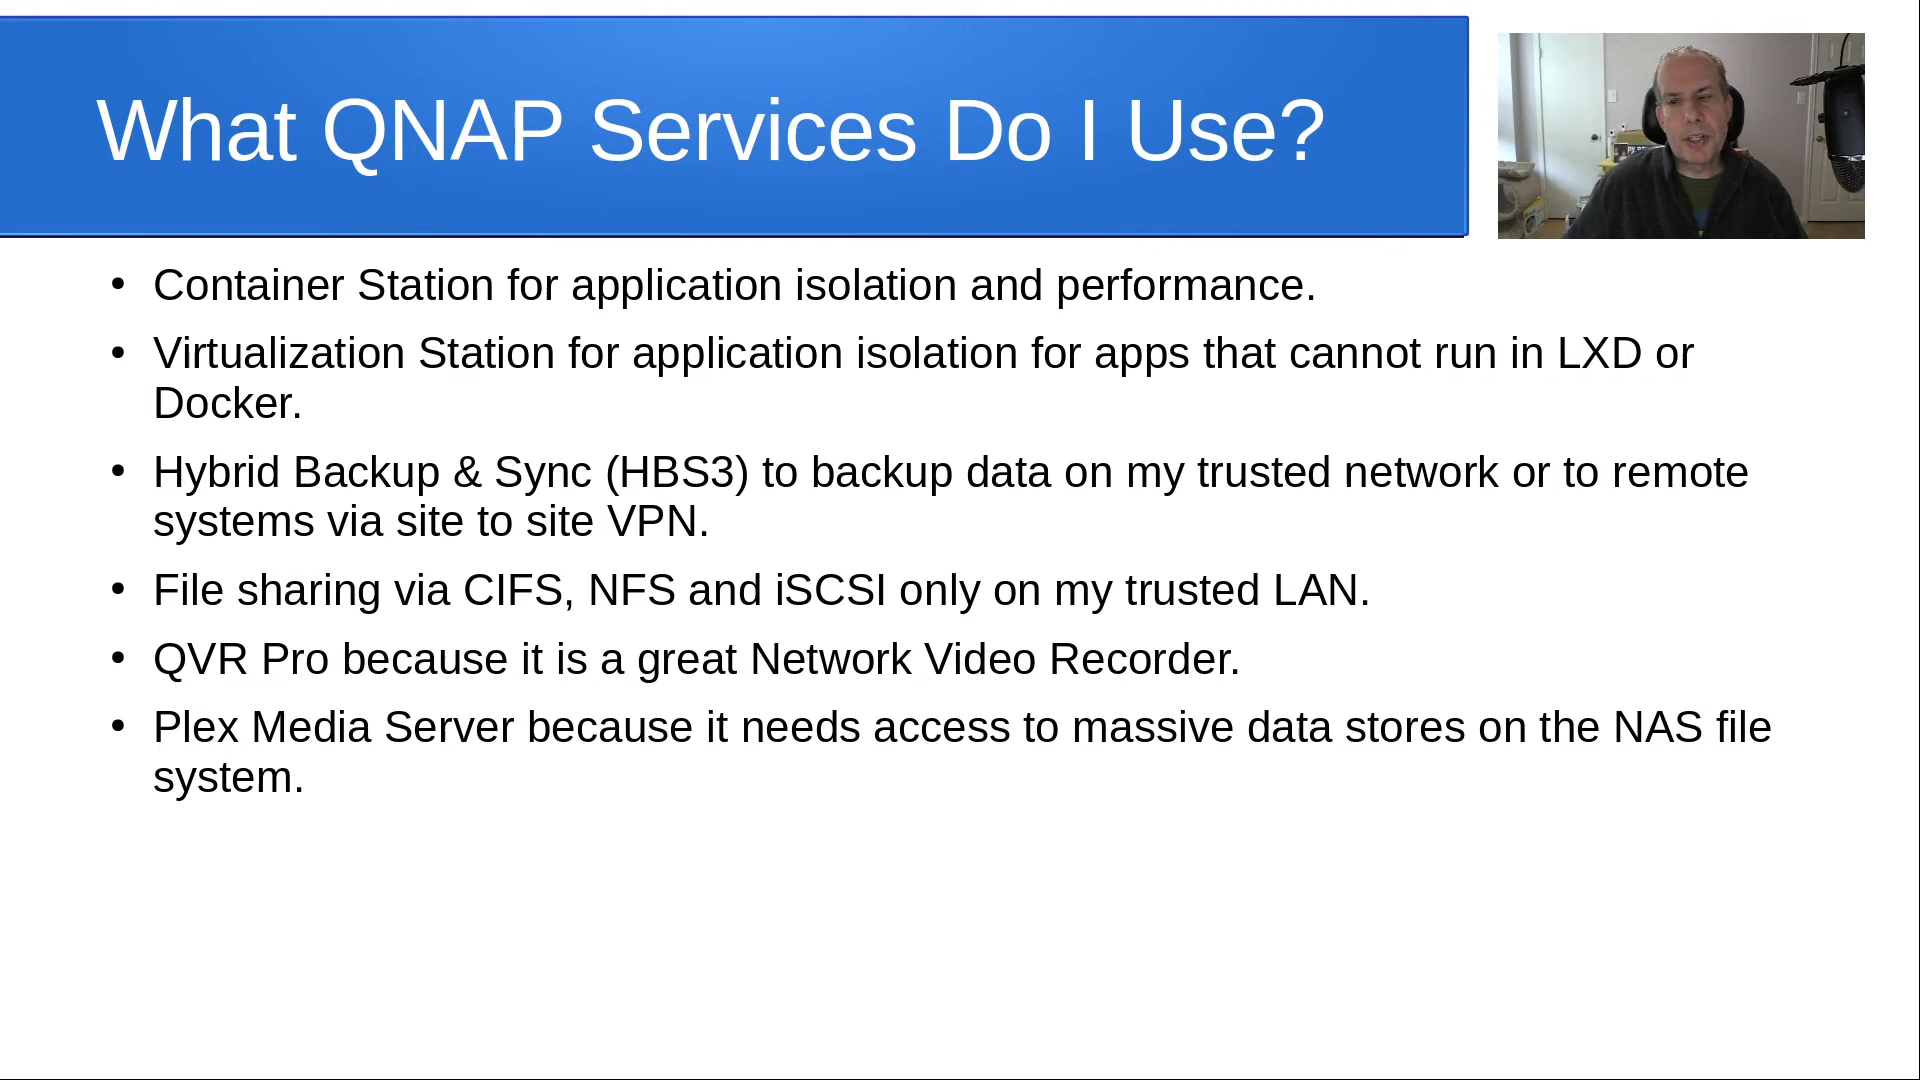 What QNAP Services Do I Use?
• Container Station for application isolation and performance.
• Virtualization Station for application isolation for apps that cannot run in LXD or
Docker.
• Hybrid Backup & Sync (HBS3) to backup data on my trusted network or to remote
systems via site to site VPN.
• File sharing via CIFS, NFS and iSCSI only on my trusted LAN.
• QVR Pro because it is a great Network Video Recorder.
• Plex Media Server because it needs access to massive data stores on the NAS file
system.